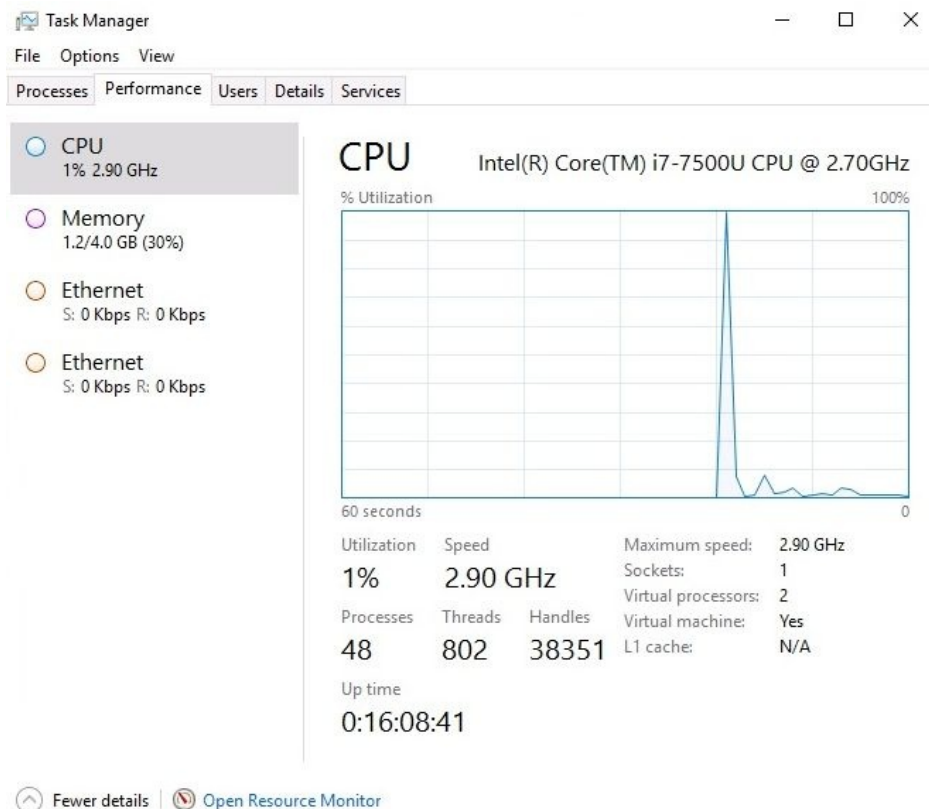 Task Manager
File Options View
Processes Performance Users Details Services
CPU
1% 2.90 GHz
Memory
1.2/4.0 GB (30%)
Ethernet
S: 0 Kbps R: 0 Kbps
Ethernet
S: 0 Kbps R: 0 Kbps
CPU Intel(R) Core(TM) i7-7500U CPU @ 2.70GHz
% Utilization 100%
60 seconds 0
Utilization Speed
1% 2.90 GHz
Processes Threads Handles
48 802 38351
Up time
0:16:08:41
Maximum speed: 2.90 GHz
Sockets: 1
Virtual processors: 2
Virtual machine: Yes
L1 cache: N/A
Fewer details Open Resource Monitor